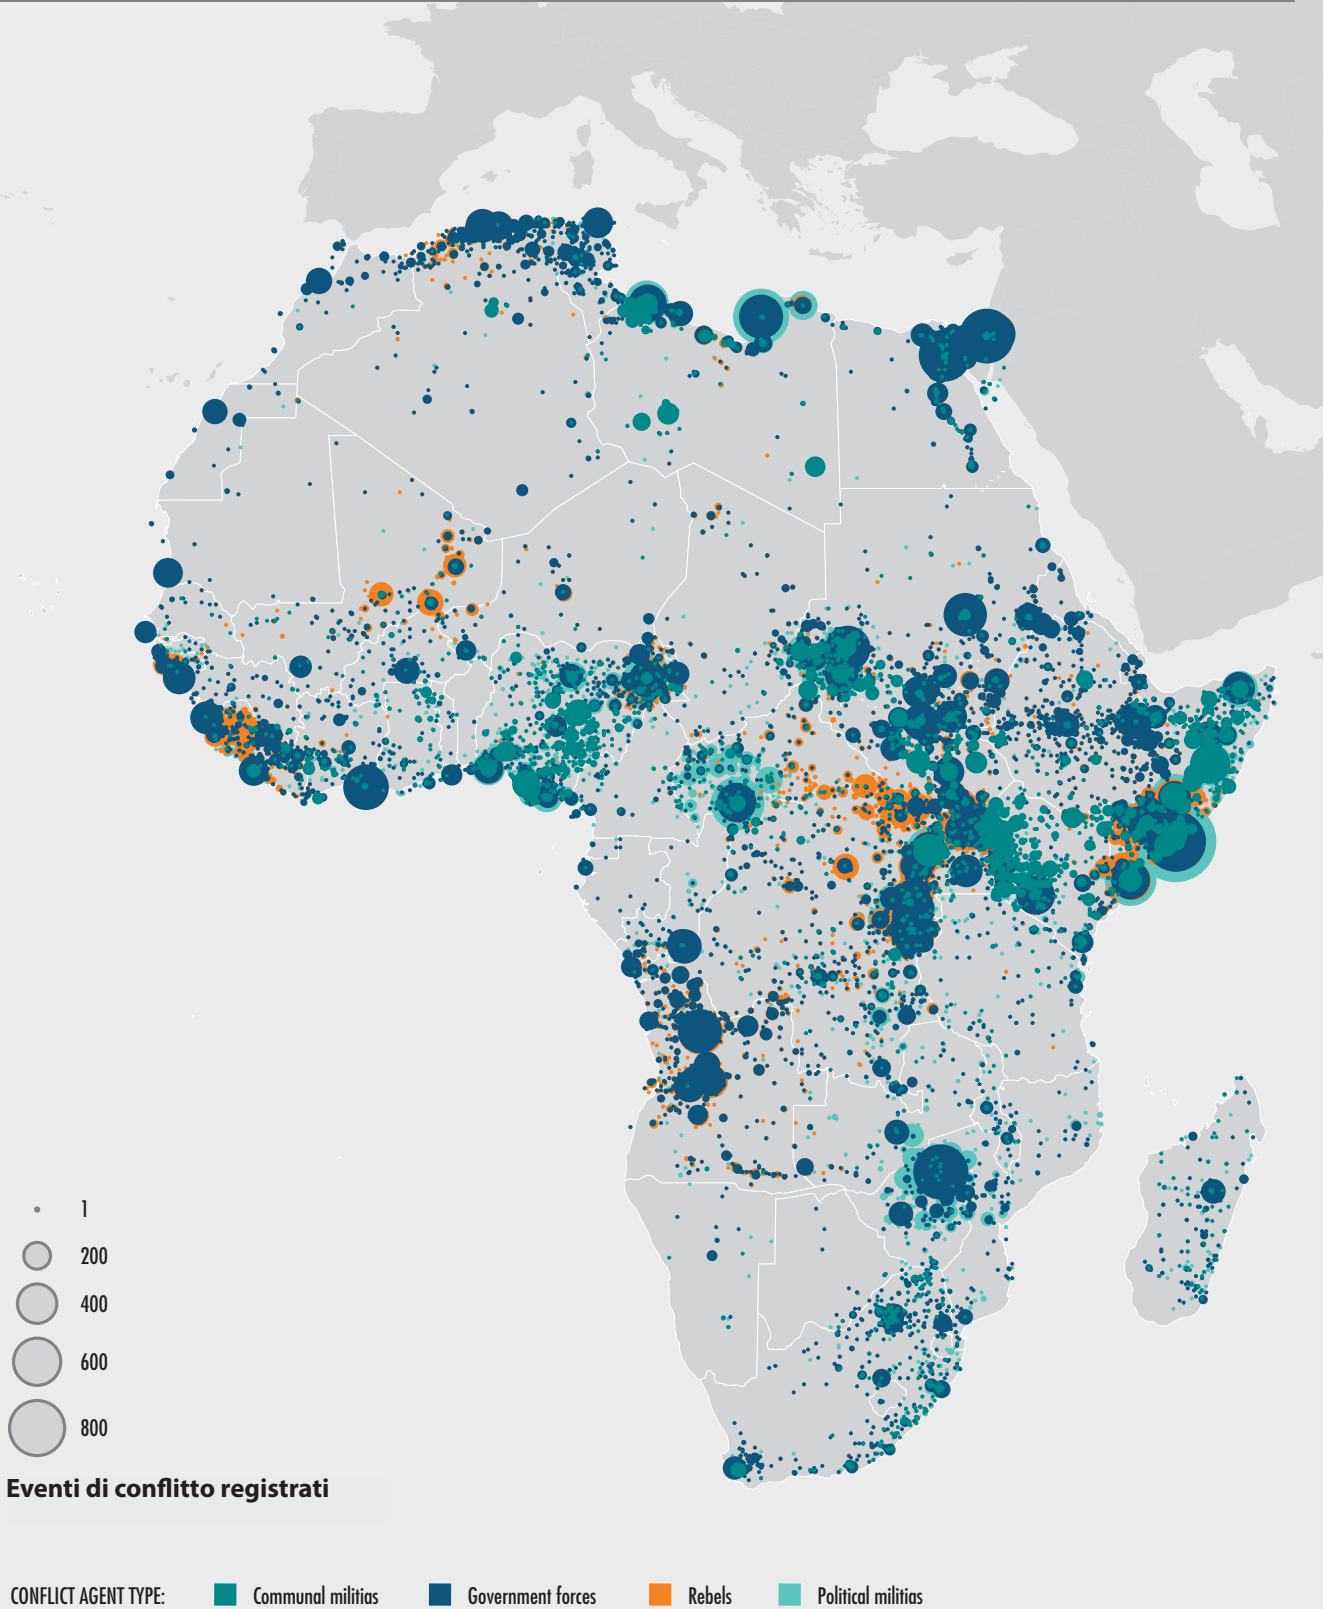 1
200
400
600
800
Eventi di conflitto registrati
CONFLICT AGENT TYPE: Communal militias Government forces Rebels Political militias